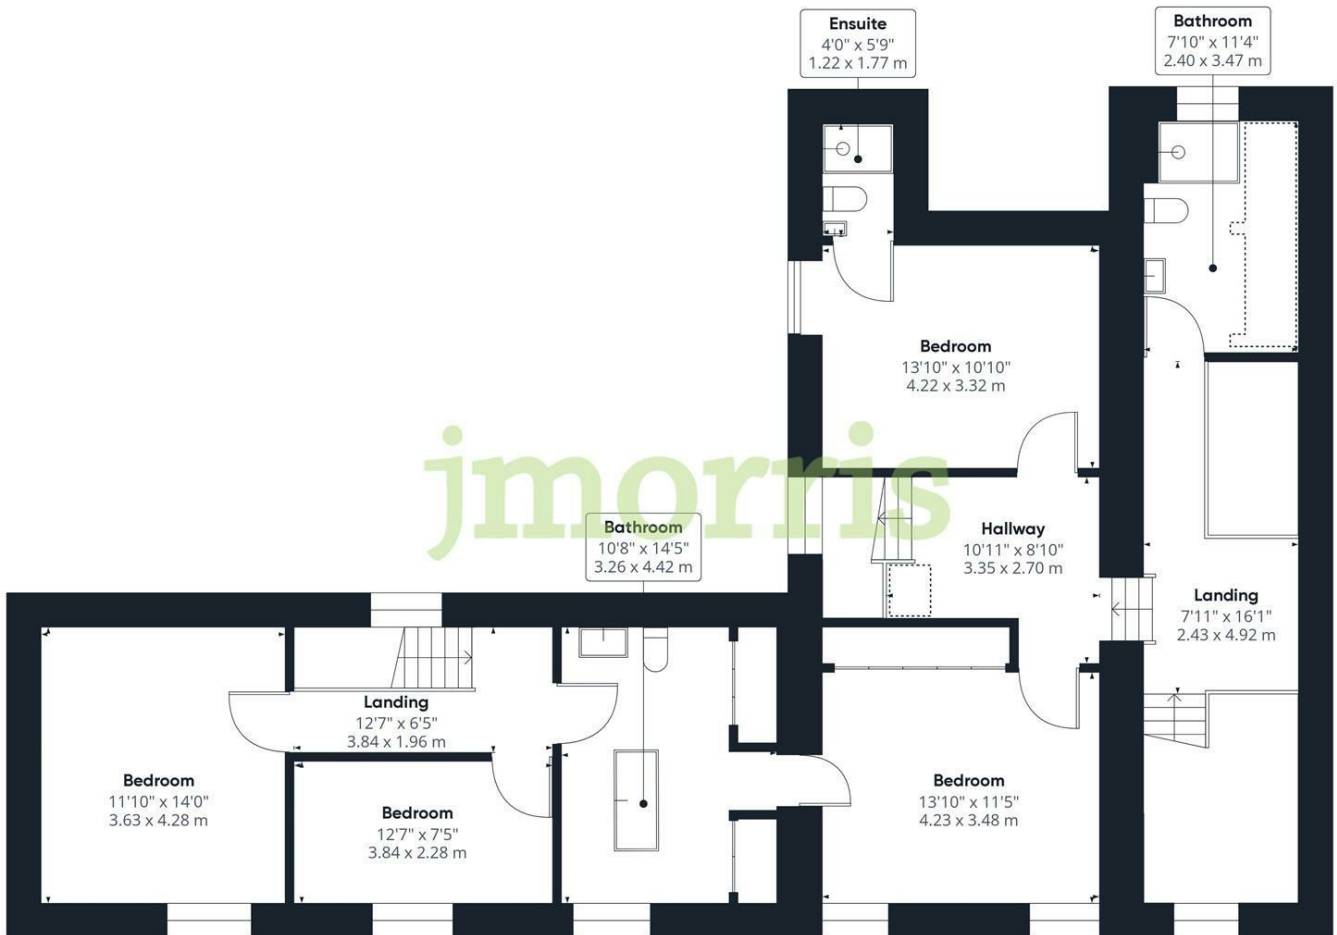 Ensuite
4'0" x 5'9"
1.22 x 1.77 m
Bathroom
7'10" x 11'4"
2.40 x 3.47 m
Bedroom
13'10" x 10'10"
4.22 x 3.32 m
jmorris
Bathroom
10'8" x 14'5"
3.26 x 4.42 m
Hallway
10'11" x 8'10"
3.35 x 2.70 m
Landing
7'11" x 16'1"
2.43 x 4.92 m
Landing
12'7" x 6'5"
3.84 x 1.96 m
Bedroom
11'10" x 14'0"
3.63 x 4.28 m
Bedroom
12'7" x 7'5"
3.84 x 2.28 m
Bedroom
13'10" x 11'5"
4.23 x 3.48 m